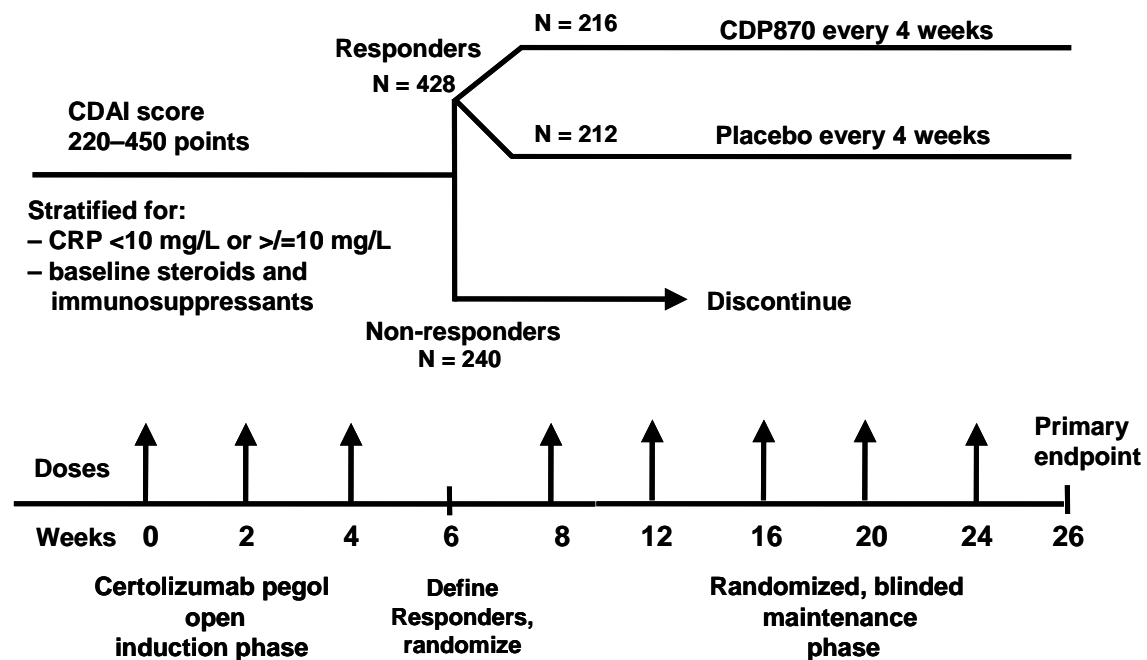 N = 216
CDP870 every 4 weeks
Responders
N = 428
CDAI score
220–450 points
N = 212
Placebo every 4 weeks
Stratified for:
– CRP <10 mg/L or >/=10 mg/L
– baseline steroids and
immunosuppressants
Discontinue
Non-responders
N = 240
Primary
endpoint
Doses
Weeks 0 2 4 6 8 12 16 20 24 26
Certolizumab pegol
open
induction phase
Define
Responders,
randomize
Randomized, blinded
maintenance
phase